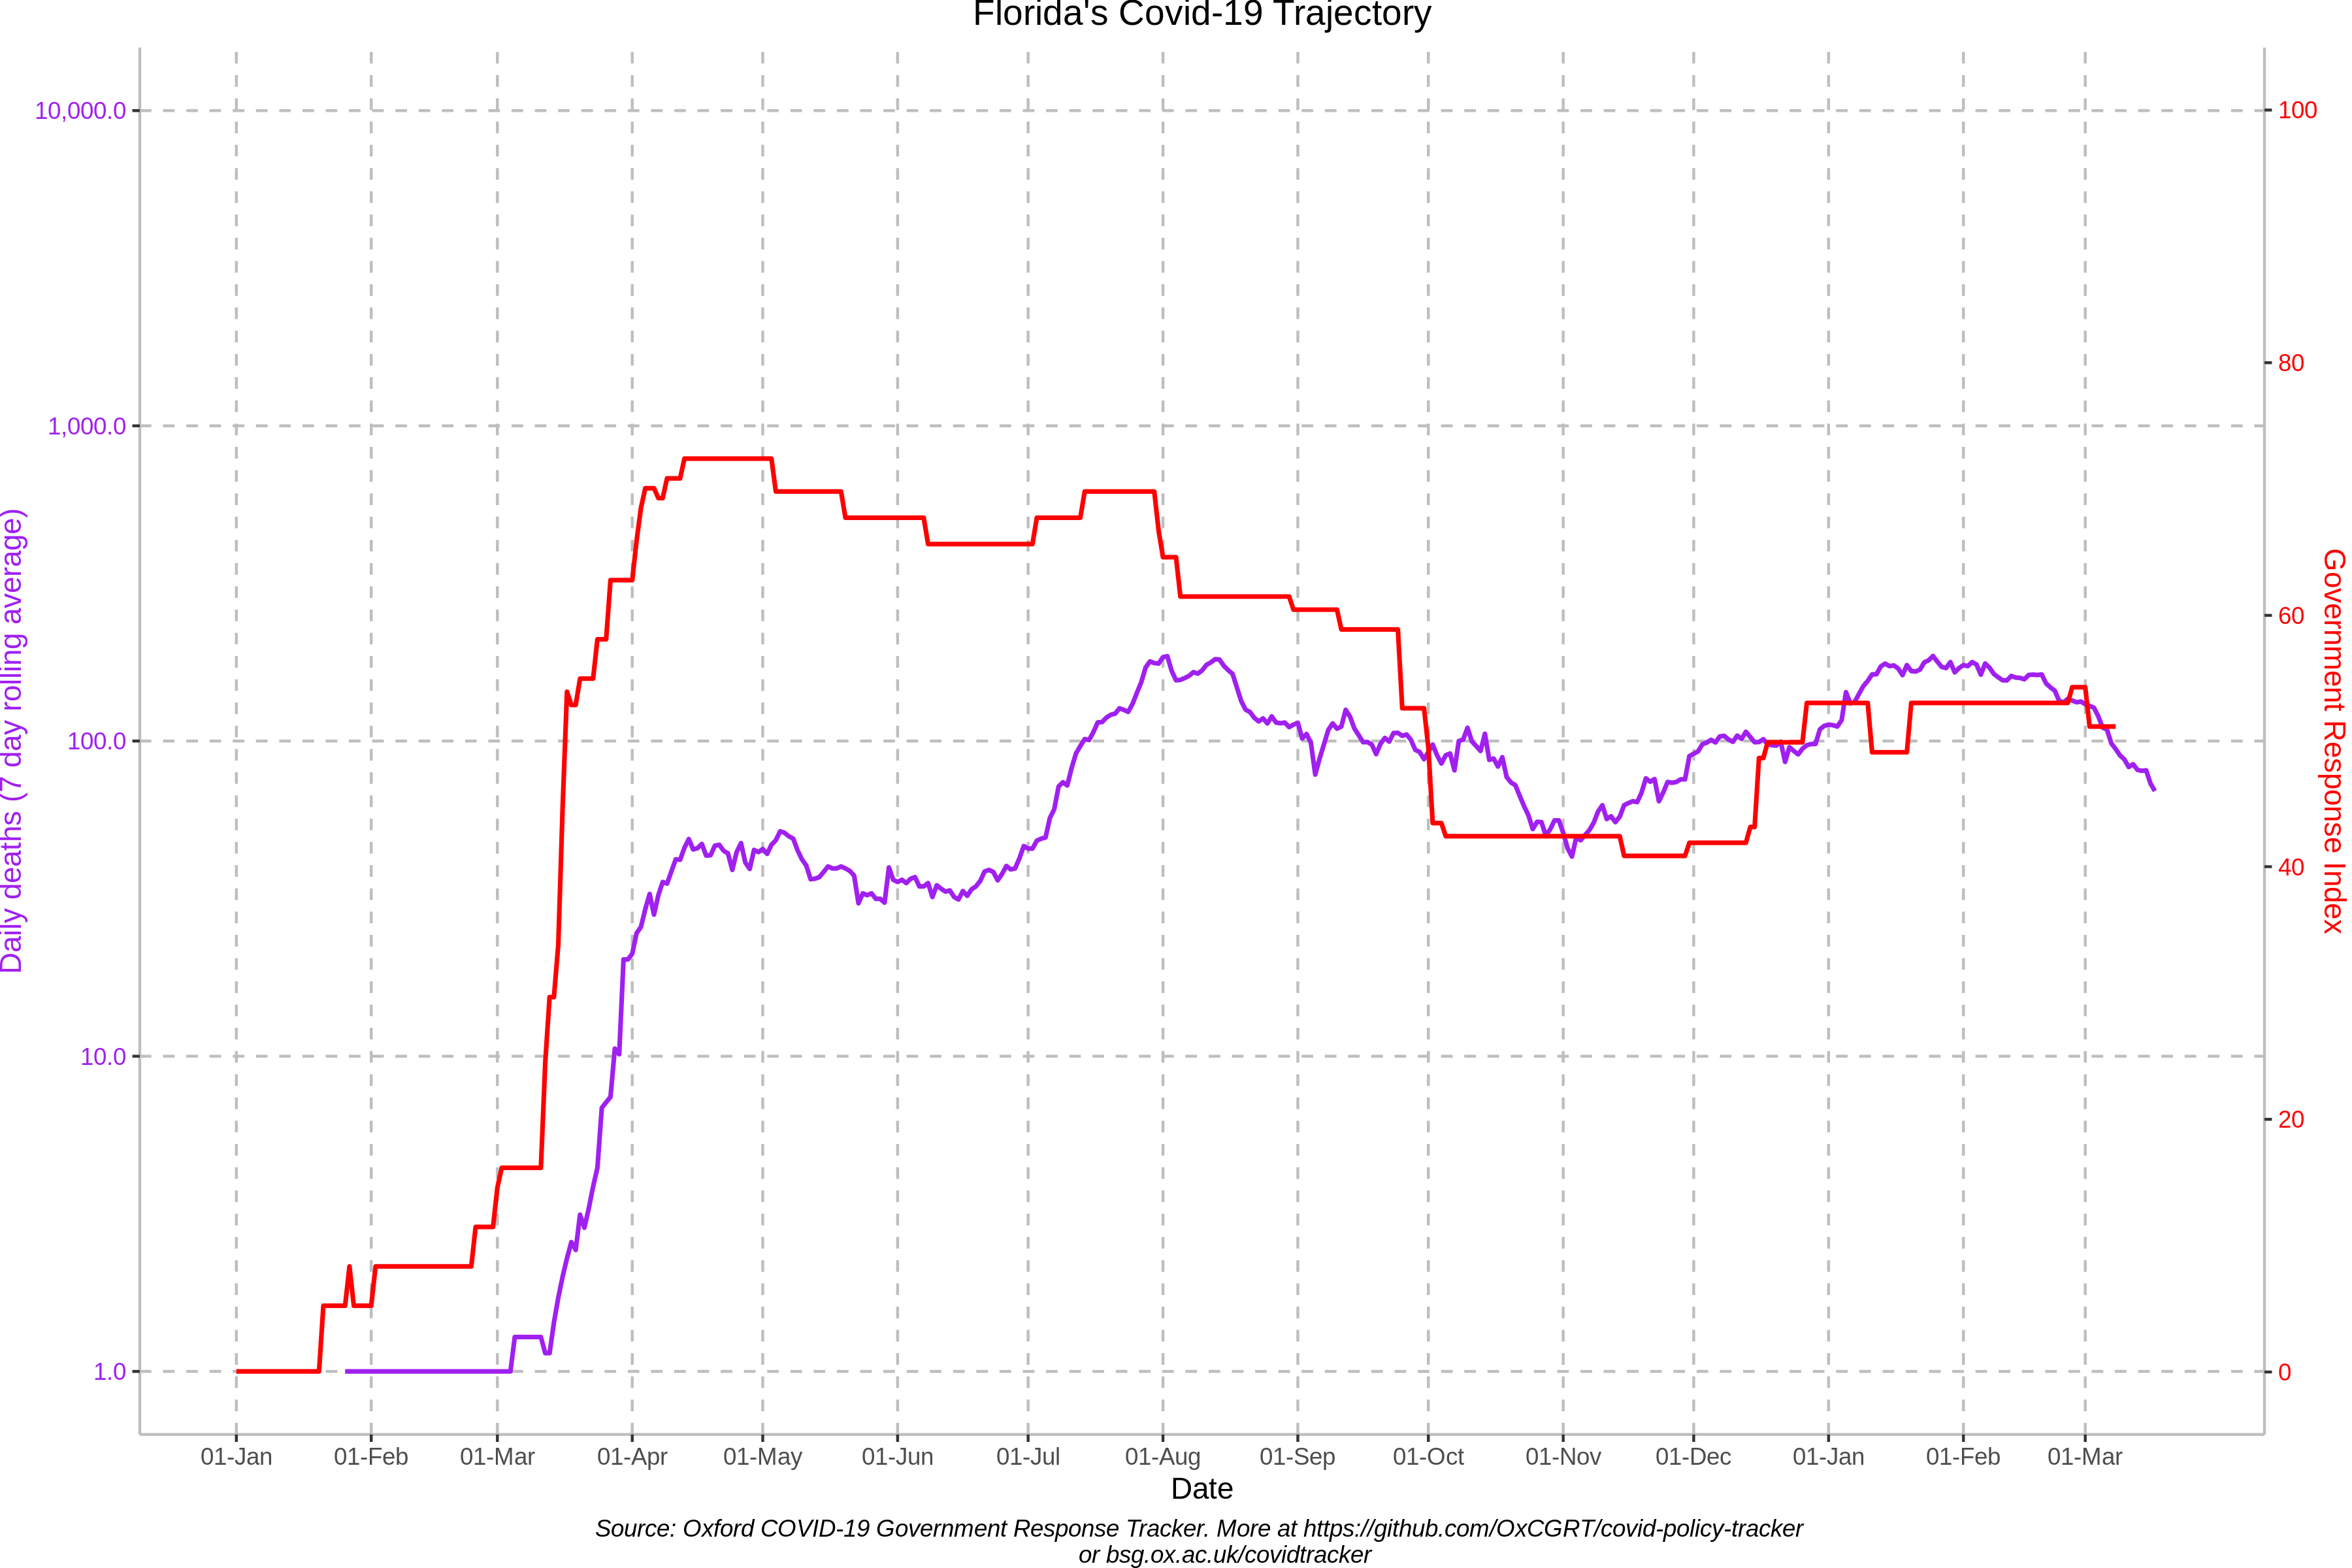 Florida's Covid-19 Trajectory
10,000.0
1,000.0
100.0
10.0
1.0
Daily deaths (7 day rolling average)
100
80
60
40
20
0
Government Response Index
01-Jan 01-Feb 01-Mar 01-Apr 01-May 01-Jun 01-Jul 01-Aug 01-Sep 01-Oct 01-Nov 01-Dec 01-Jan 01-Feb 01-Mar
Date
Source: Oxford COVID-19 Government Response Tracker. More at https://github.com/OxCGRT/covid-policy-tracker
or bsg.ox.ac.uk/covidtracker